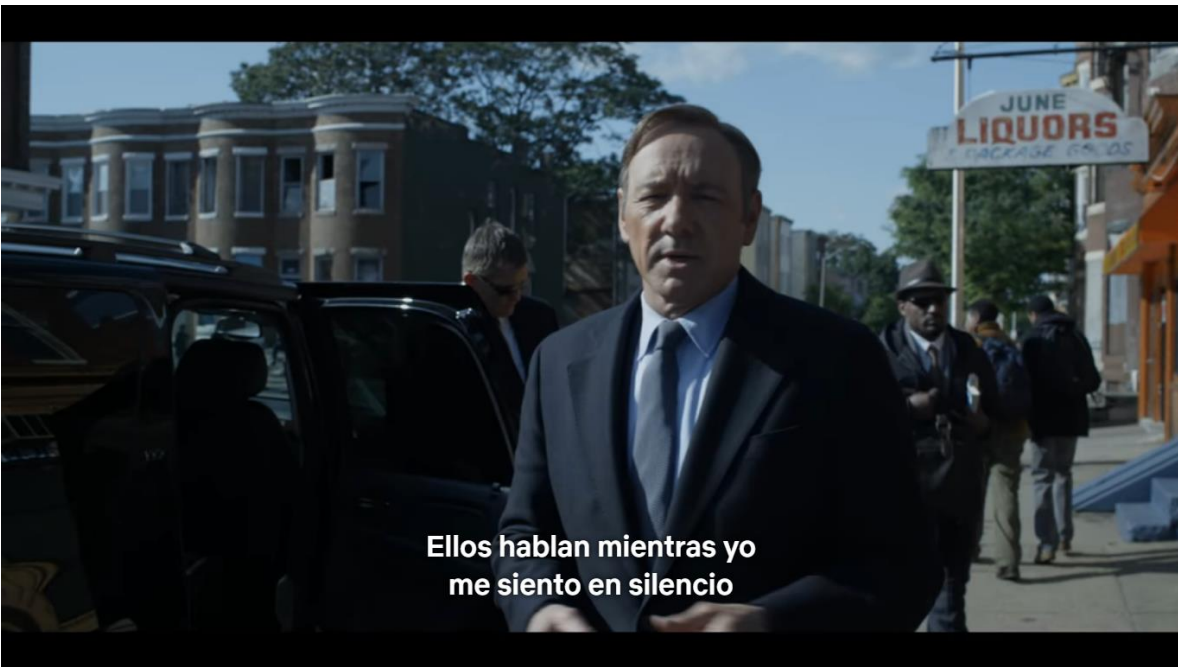 JUNE
LIQUORS
PACKAGE GOODS
Ellos hablan mientras yo
me siento en silencio